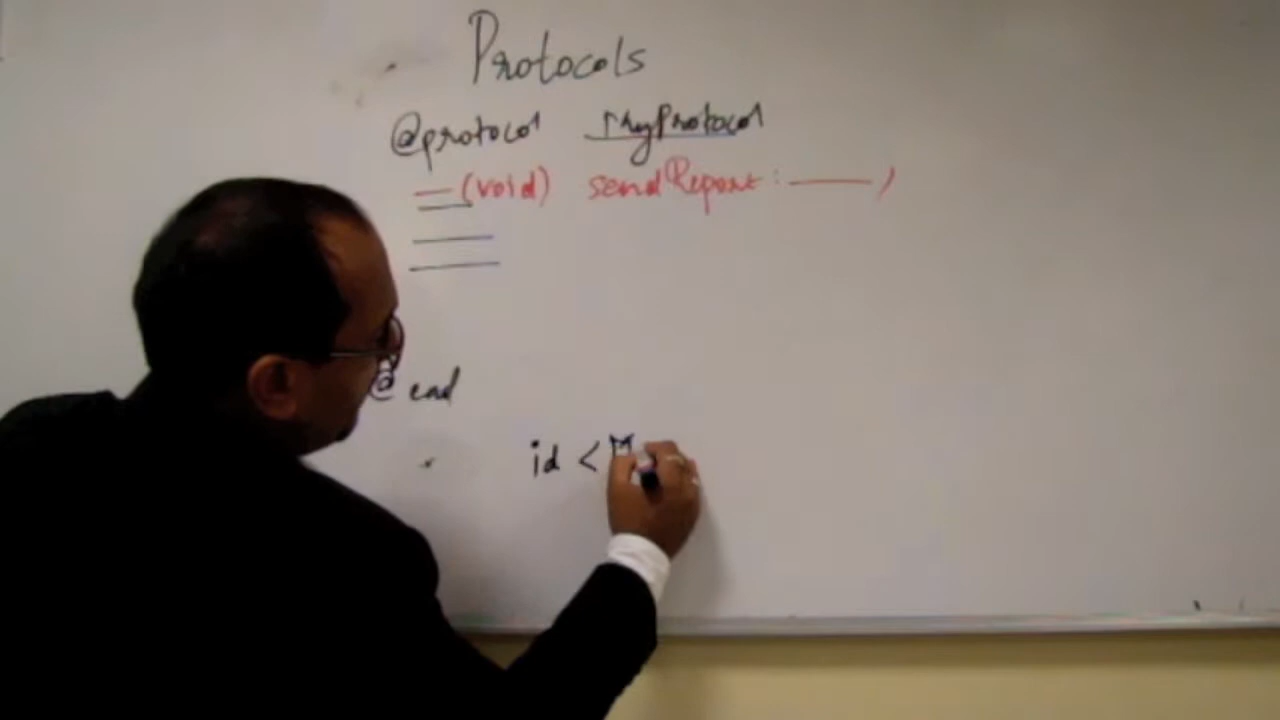 Protocols
@protocol MyProtocol
– (void) sendReport:
@ end
id < M